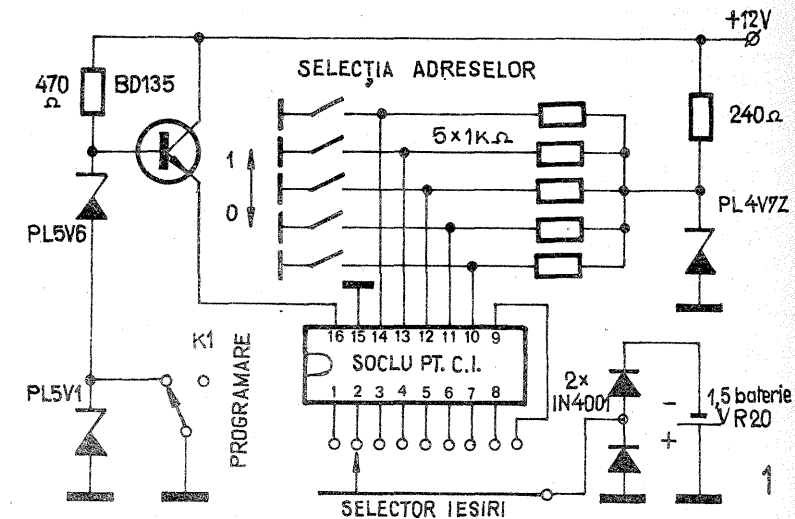 +12V
470 Ω
BD135
SELECȚIA ADRESELOR
240Ω
5×1KΩ
1
0
PL5V6
PL4V7Z
16 15 14 13 12 11 10 9
SOCLU PT. C.I.
1 2 3 4 5 6 7 8
K1
PROGRAMARE
PL5V1
2×
IN4001
-
+
1,5 baterie
V R20
SELECTOR IESIRI
1